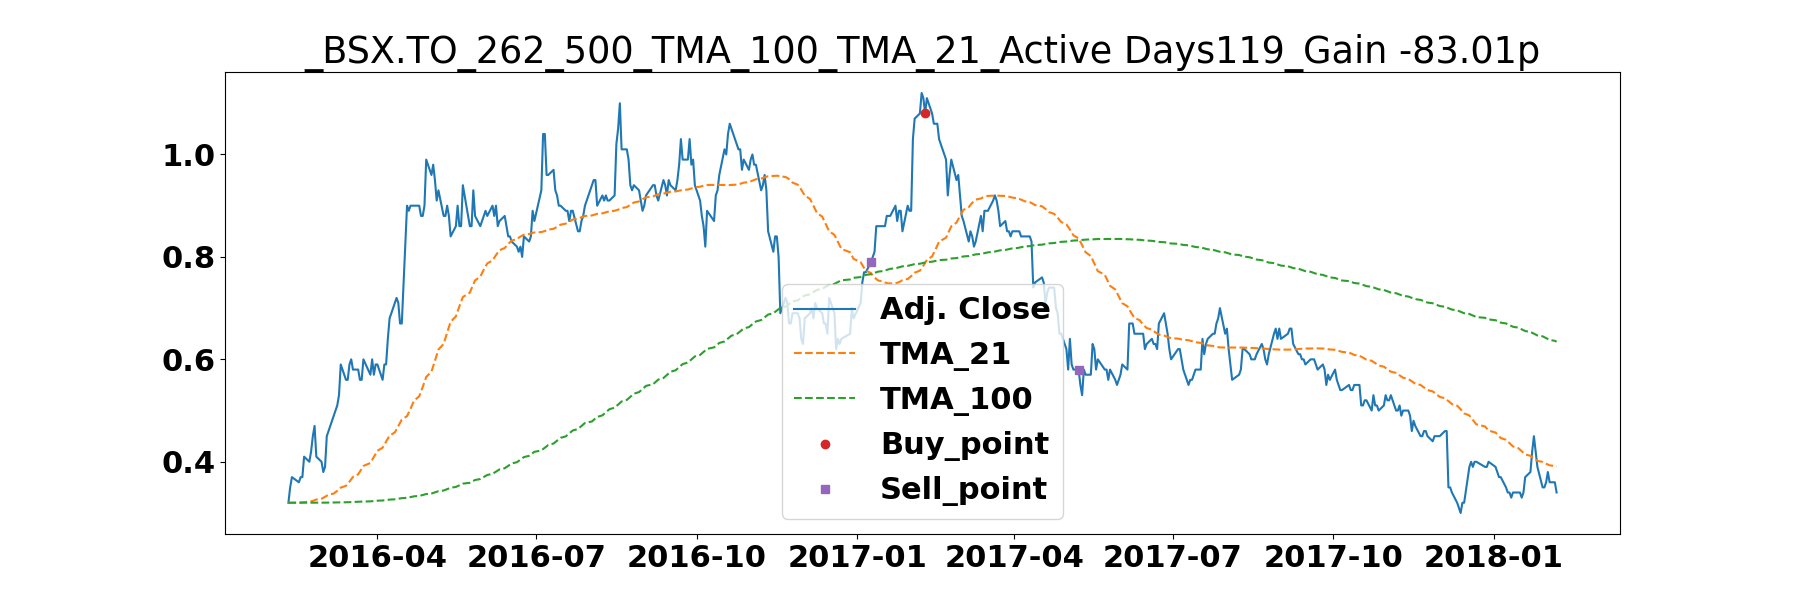 _BSX.TO_262_500_TMA_100_TMA_21_Active Days119_Gain -83.01p
1.0
0.8
0.6
0.4
Adj. Close
TMA_21
TMA_100
Buy_point
Sell_point
2016-04 2016-07 2016-10 2017-01 2017-04 2017-07 2017-10 2018-01